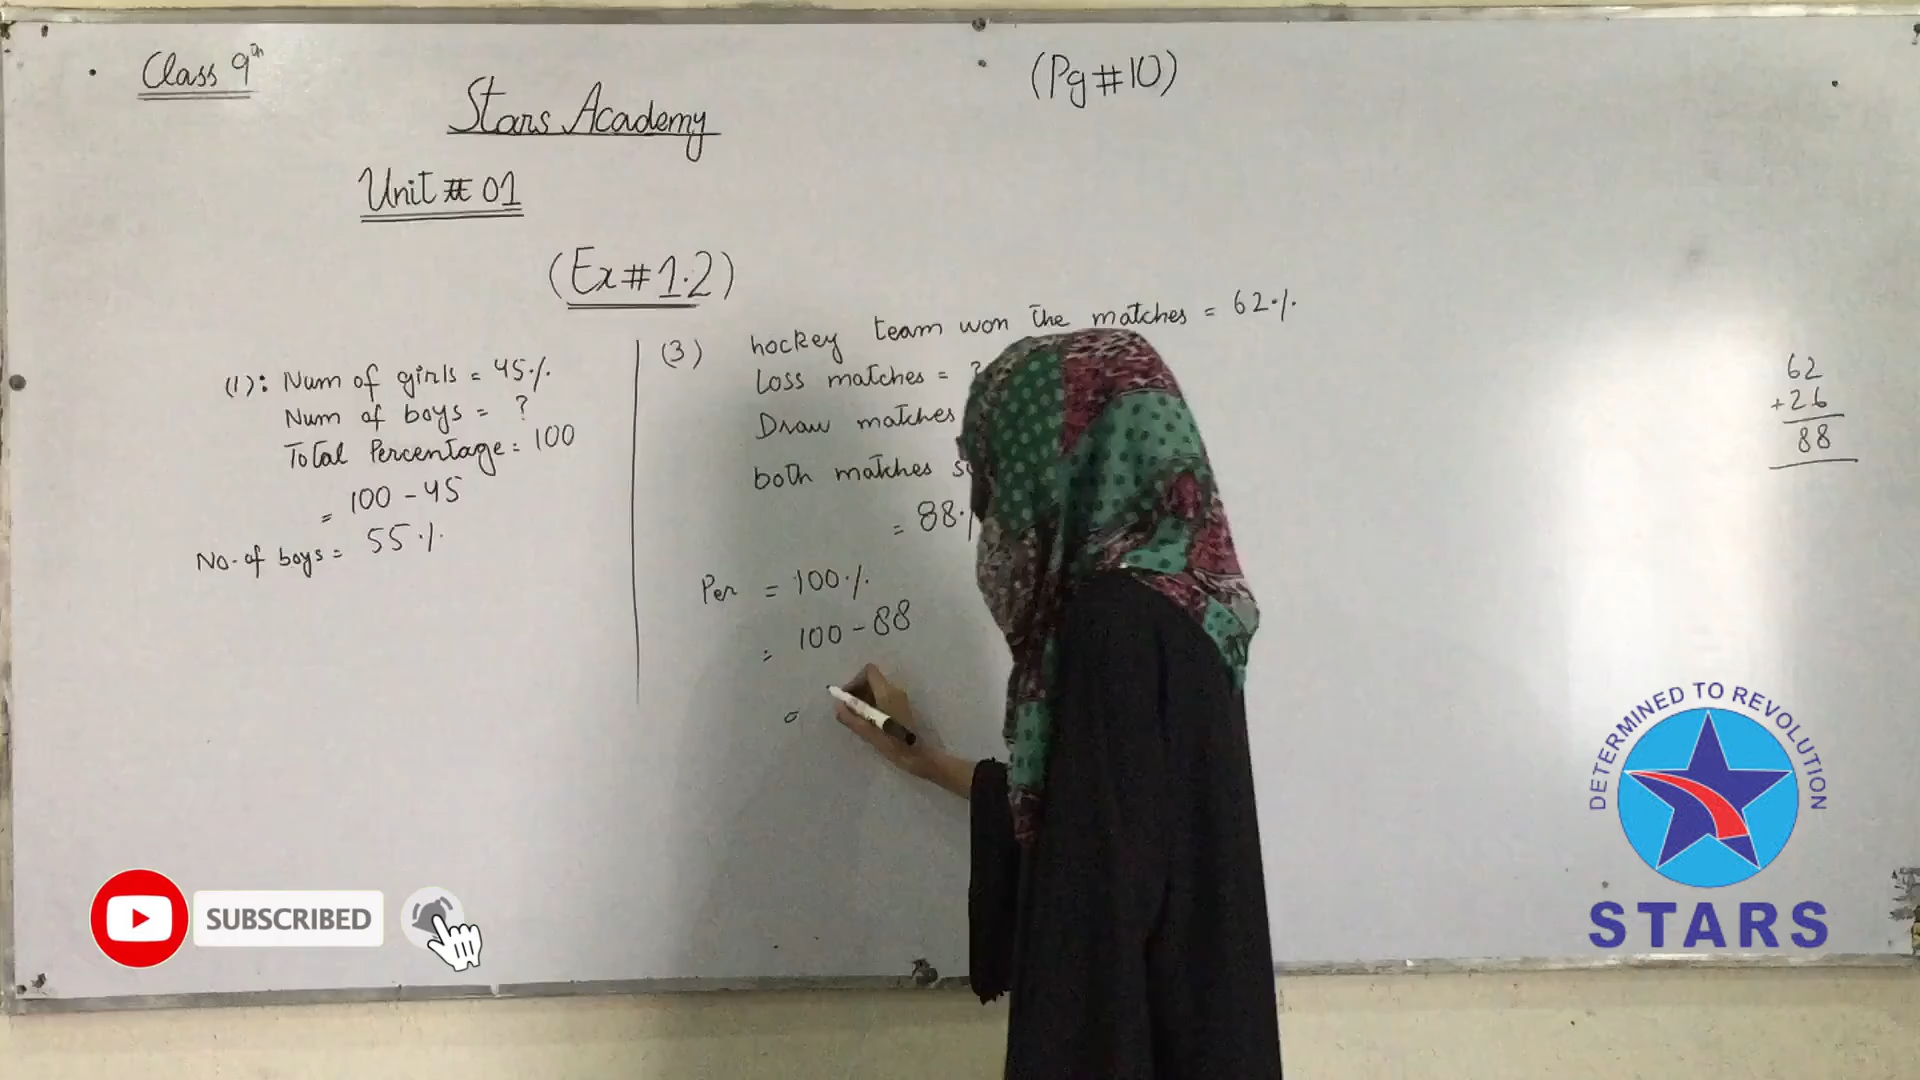 Class 9th
(Pg#10)
Stars Academy
Unit # 01
(Ex#1.2)
(1): Num of girls = 45%
Num of boys = ?
Total Percentage = 100
= 100 - 45
No. of boys = 55%
(3) hockey team won the matches = 62%
Loss matches = ?
Draw matches
both matches
= 88%
Per = 100%
= 100 - 88
62
+26
88
DETERMINED TO REVOLUTION
STARS
SUBSCRIBED